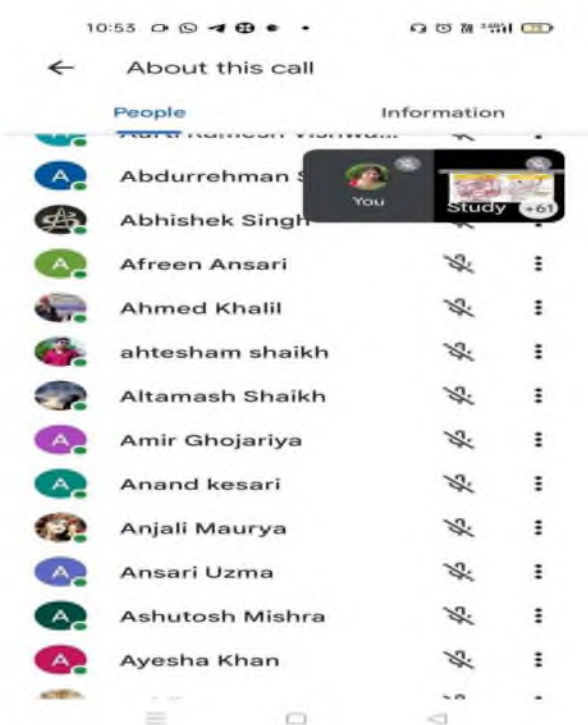 10:53
About this call
People Information
Abdurrehman
You
Study +61
Abhishek Singh
A Afreen Ansari
Ahmed Khalil
ahtesham shaikh
Altamash Shaikh
A Amir Ghojariya
A Anand kesari
Anjali Maurya
A Ansari Uzma
A Ashutosh Mishra
A Ayesha Khan